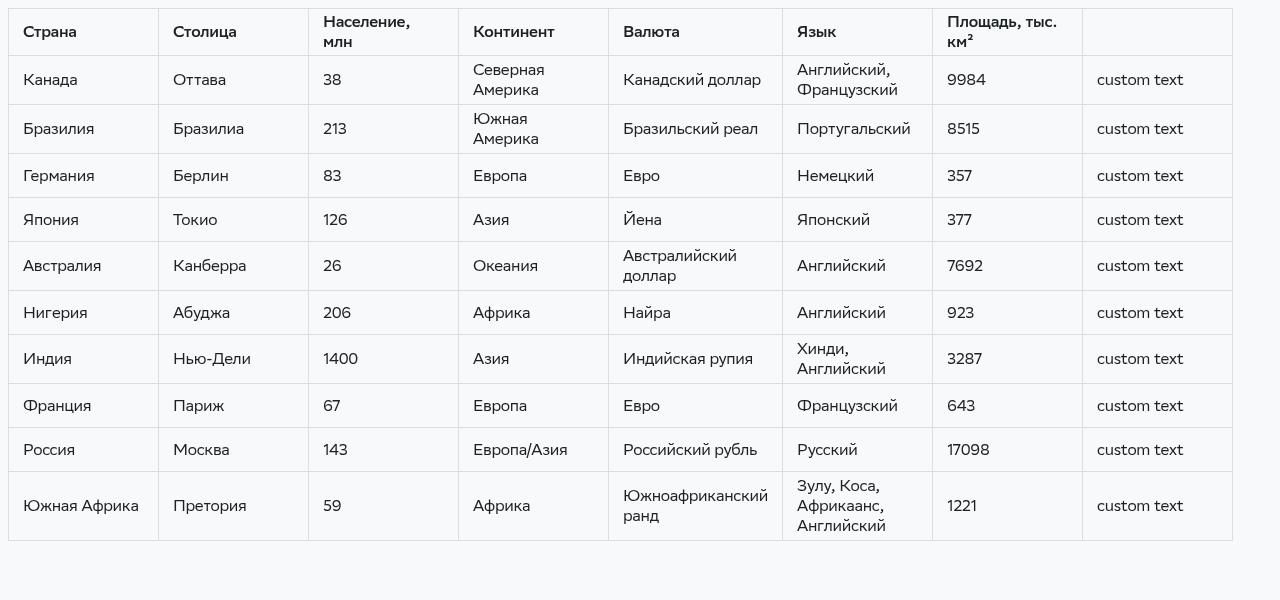 Страна Столица Население, млн Континент Валюта Язык Площадь, тыс. км²
Канада Оттава 38 Северная Америка Канадский доллар Английский, Французский 9984 custom text
Бразилия Бразилиа 213 Южная Америка Бразильский реал Португальский 8515 custom text
Германия Берлин 83 Европа Евро Немецкий 357 custom text
Япония Токио 126 Азия Йена Японский 377 custom text
Австралия Канберра 26 Океания Австралийский доллар Английский 7692 custom text
Нигерия Абуджа 206 Африка Найра Английский 923 custom text
Индия Нью-Дели 1400 Азия Индийская рупия Хинди, Английский 3287 custom text
Франция Париж 67 Европа Евро Французский 643 custom text
Россия Москва 143 Европа/Азия Российский рубль Русский 17098 custom text
Южная Африка Претория 59 Африка Южноафриканский ранд Зулу, Коса, Африкаанс, Английский 1221 custom text